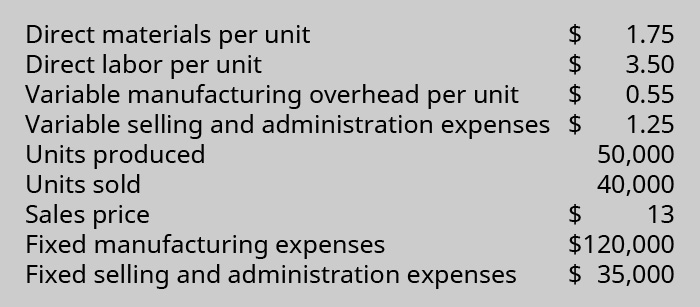 Direct materials per unit $ 1.75
Direct labor per unit $ 3.50
Variable manufacturing overhead per unit $ 0.55
Variable selling and administration expenses $ 1.25
Units produced 50,000
Units sold 40,000
Sales price $ 13
Fixed manufacturing expenses $120,000
Fixed selling and administration expenses $ 35,000